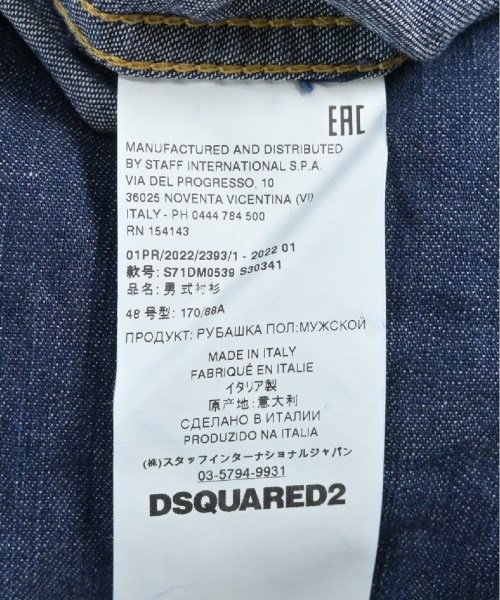 EAC
MANUFACTURED AND DISTRIBUTED
BY STAFF INTERNATIONAL S.P.A.
VIA DEL PROGRESSO, 10
36025 NOVENTA VICENTINA (VI)
ITALY - PH 0444 784 500
RN 154143
01PR/2022/2393/1 - 2022 01
款号: S71DM0539 S30341
品名: 男 式衬衫
48 号型: 170/88A
ПРОДУКТ: РУБАШКА ПОЛ:МУЖСКОЙ
MADE IN ITALY
FABRIQUÉ EN ITALIE
イタリア製
原产地:意大利
СДЕЛАНО В ИТАЛИИ
PRODUZIDO NA ITALIA
(株)スタッフインターナショナルジャパン
03-5794-9931
DSQUARED2